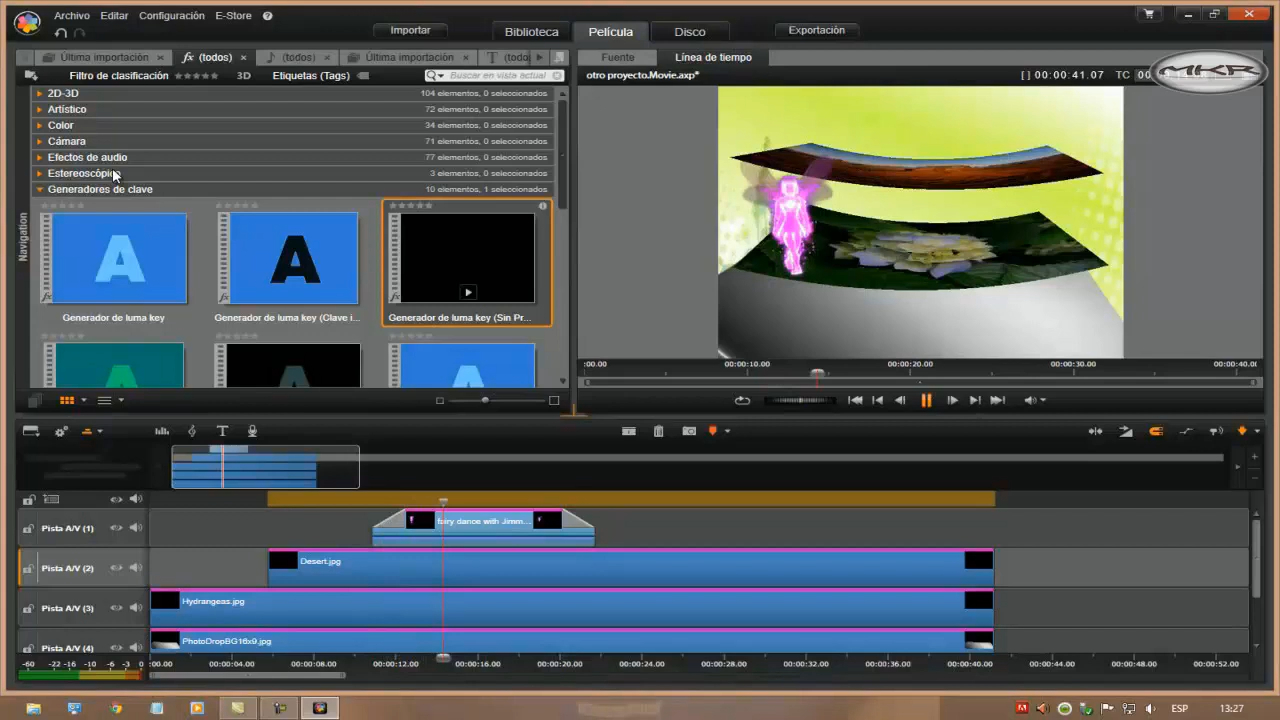 Archivo Editar Configuración E-Store ?
Importar Biblioteca Película Disco Exportación
Última importación × fx (todos) × (todos) × Última importación × T (todo
Fuente Línea de tiempo
Filtro de clasificación 3D Etiquetas (Tags) Buscar en vista actual
otro proyecto.Movie.axp* [ ] 00:00:41.07 TC
MKR
2D-3D 104 elementos, 0 seleccionados
Artístico 72 elementos, 0 seleccionados
Color 34 elementos, 0 seleccionados
Cámara 71 elementos, 0 seleccionados
Efectos de audio 77 elementos, 0 seleccionados
Estereoscópi 3 elementos, 0 seleccionados
Generadores de clave 10 elementos, 1 seleccionados
Navigation
A A
Generador de luma key Generador de luma key (Clave i... Generador de luma key (Sin Pr...
:00.00 00:00:10.00 00:00:20.00 00:00:30.00 00:00:40.00
Pista A/V (1) fairy dance with Jimm...
Pista A/V (2) Desert.jpg
Pista A/V (3) Hydrangeas.jpg
Pista A/V (4) PhotoDropBG16x9.jpg
-60 -22 -16 -10 -6 -3 0 :00.00 00:00:04.00 00:00:08.00 00:00:12.00 00:00:16.00 00:00:20.00 00:00:24.00 00:00:28.00 00:00:32.00 00:00:36.00 00:00:40.00 00:00:44.00 00:00:48.00 00:00:52.00
ESP 13:27